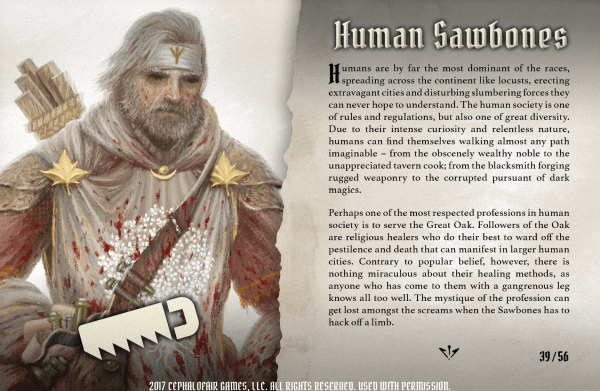 Human Sawbones
Humans are by far the most dominant of the races,
spreading across the continent like locusts, erecting
extravagant cities and disturbing slumbering forces they
can never hope to understand. The human society is one
of rules and regulations, but also one of great diversity.
Due to their intense curiosity and relentless nature,
humans can find themselves walking almost any path
imaginable – from the obscenely wealthy noble to the
unappreciated tavern cook; from the blacksmith forging
rugged weaponry to the corrupted pursuant of dark
magics.
Perhaps one of the most respected professions in human
society is to serve the Great Oak. Followers of the Oak
are religious healers who do their best to ward off the
pestilence and death that can manifest in larger human
cities. Contrary to popular belief, however, there is
nothing miraculous about their healing methods, as
anyone who has come to them with a gangrenous leg
knows all too well. The mystique of the profession can
get lost amongst the screams when the Sawbones has to
hack off a limb.
39/56
2017 CEPHALOFAIR GAMES, LLC. ALL RIGHTS RESERVED. USED WITH PERMISSION.